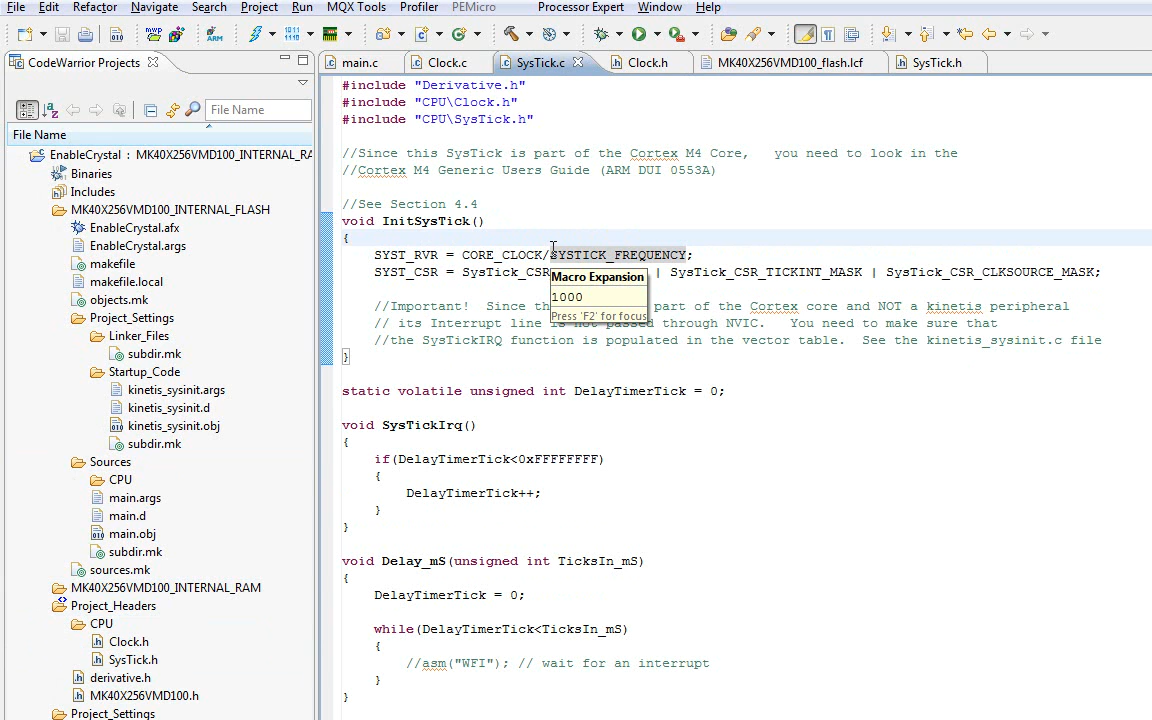 File Edit Refactor Navigate Search Project Run MQX Tools Profiler PEMicro Processor Expert Window Help
CodeWarrior Projects
main.c Clock.c SysTick.c Clock.h MK40X256VMD100_flash.lcf SysTick.h
File Name
File Name
EnableCrystal : MK40X256VMD100_INTERNAL_RA
Binaries
Includes
MK40X256VMD100_INTERNAL_FLASH
EnableCrystal.afx
EnableCrystal.args
makefile
makefile.local
objects.mk
Project_Settings
Linker_Files
subdir.mk
Startup_Code
kinetis_sysinit.args
kinetis_sysinit.d
kinetis_sysinit.obj
subdir.mk
Sources
CPU
main.args
main.d
main.obj
subdir.mk
sources.mk
MK40X256VMD100_INTERNAL_RAM
Project_Headers
CPU
Clock.h
SysTick.h
derivative.h
MK40X256VMD100.h
Project_Settings
#include "Derivative.h"
#include "CPU\Clock.h"
#include "CPU\SysTick.h"
//Since this SysTick is part of the Cortex M4 Core, you need to look in the
//Cortex M4 Generic Users Guide (ARM DUI 0553A)
//See Section 4.4
void InitSysTick()
{
SYST_RVR = CORE_CLOCK/SYSTICK_FREQUENCY;
SYST_CSR = SysTick_CSR | SysTick_CSR_TICKINT_MASK | SysTick_CSR_CLKSOURCE_MASK;
Macro Expansion
1000
Press 'F2' for focus
//Important! Since th part of the Cortex core and NOT a kinetis peripheral
// its Interrupt line is not passed through NVIC. You need to make sure that
//the SysTickIRQ function is populated in the vector table. See the kinetis_sysinit.c file
}
static volatile unsigned int DelayTimerTick = 0;
void SysTickIrq()
{
if(DelayTimerTick<0xFFFFFFFF)
{
DelayTimerTick++;
}
}
void Delay_mS(unsigned int TicksIn_mS)
{
DelayTimerTick = 0;
while(DelayTimerTick<TicksIn_mS)
{
//asm("WFI"); // wait for an interrupt
}
}